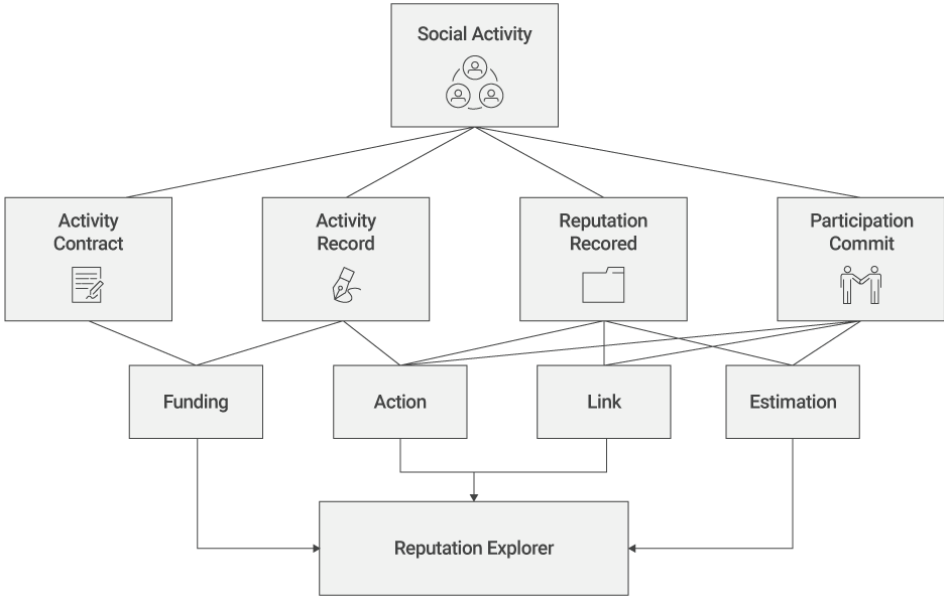 Social Activity
Activity
Contract
Activity
Record
Reputation
Recored
Participation
Commit
Funding
Action
Link
Estimation
Reputation Explorer